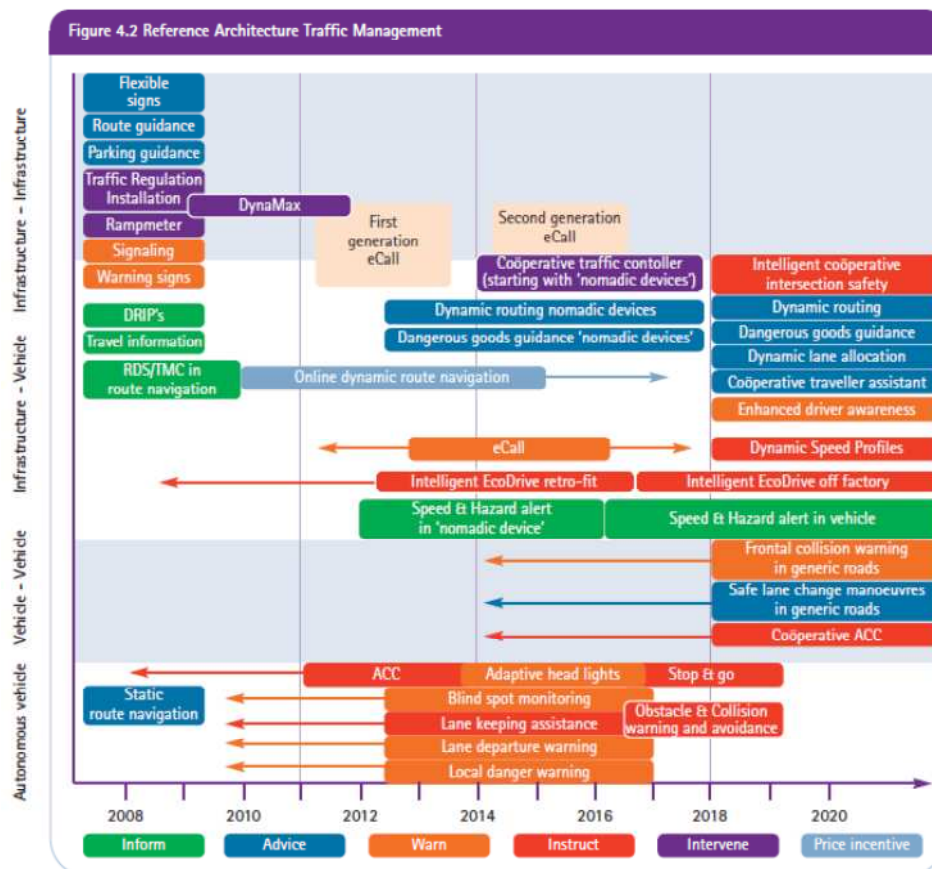 Figure 4.2 Reference Architecture Traffic Management
Infrastructure - Infrastructure
Flexible
signs
Route guidance
Parking guidance
Traffic Regulation
Installation
DynaMax
Rampmeter
Signaling
Warning signs
First
generation
eCall
Second generation
eCall
Coöperative traffic contoller
(starting with 'nomadic devices')
Intelligent coöperative
intersection safety
Infrastructure - Vehicle
DRIP's
Travel information
RDS/TMC in
route navigation
Online dynamic route navigation
Dynamic routing nomadic devices
Dangerous goods guidance 'nomadic devices'
Dynamic routing
Dangerous goods guidance
Dynamic lane allocation
Coöperative traveller assistant
Enhanced driver awareness
eCall
Dynamic Speed Profiles
Intelligent EcoDrive retro-fit
Intelligent EcoDrive off factory
Speed & Hazard alert
in 'nomadic device'
Speed & Hazard alert in vehicle
Vehicle - Vehicle
Frontal collision warning
in generic roads
Safe lane change manoeuvres
in generic roads
Coöperative ACC
Autonomous vehicle
ACC
Adaptive head lights
Stop & go
Static
route navigation
Blind spot monitoring
Lane keeping assistance
Obstacle & Collision
warning and avoidance
Lane departure warning
Local danger warning
2008
2010
2012
2014
2016
2018
2020
Inform
Advice
Warn
Instruct
Intervene
Price incentive